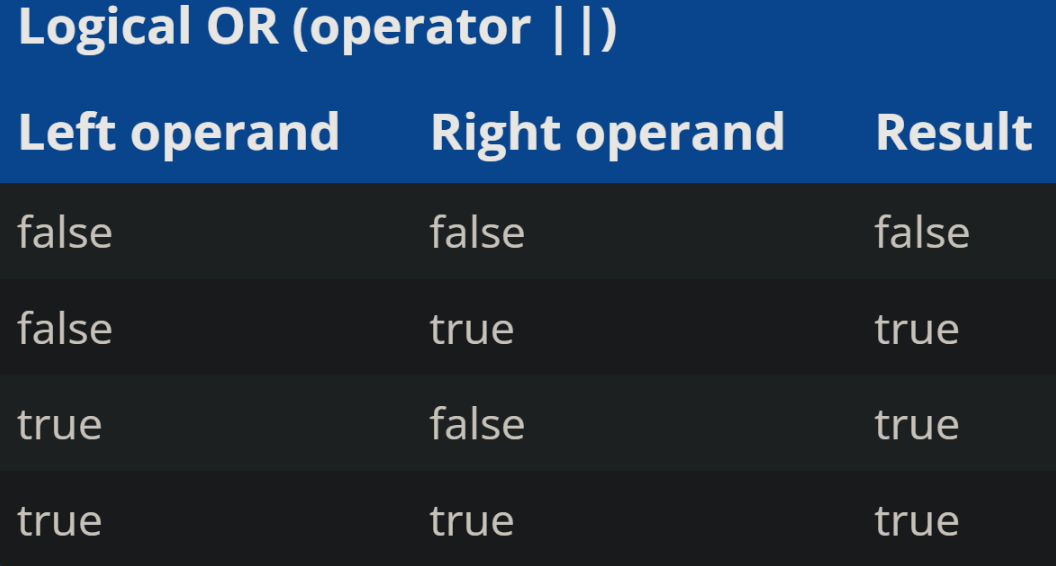 Logical OR (operator ||)
Left operand Right operand Result
false false false
false true true
true false true
true true true